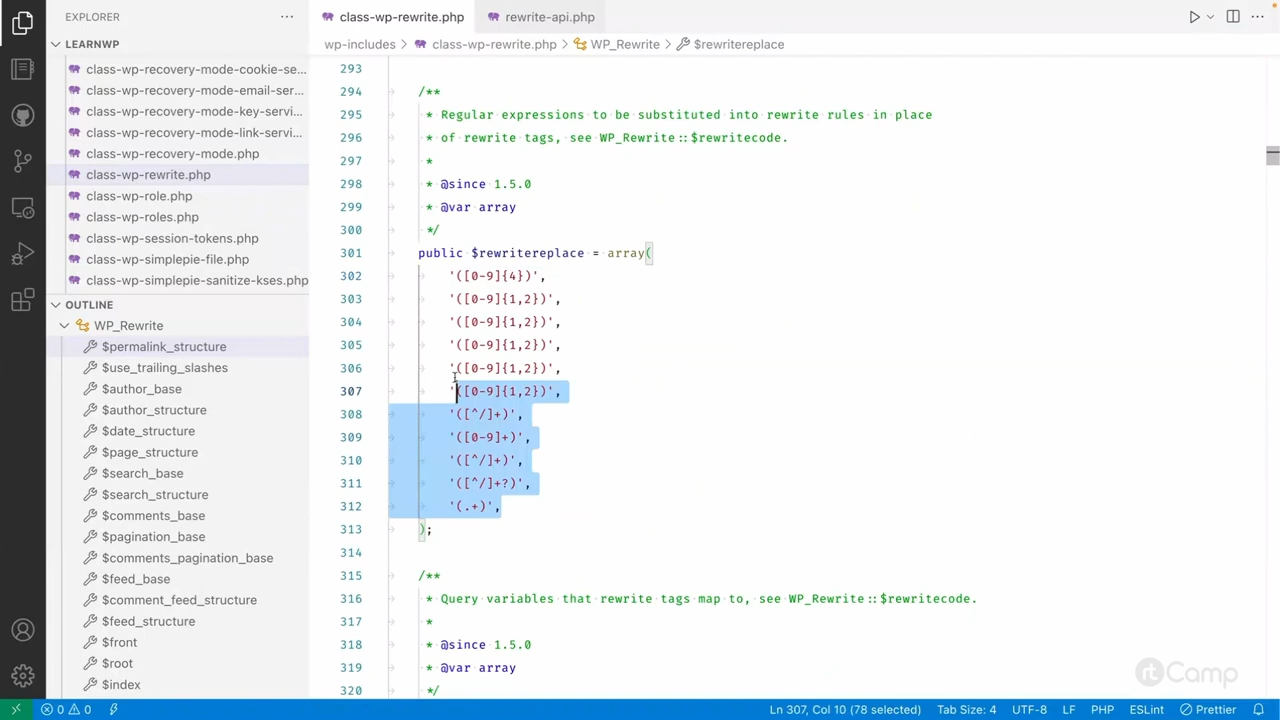 EXPLORER
LEARNWP
class-wp-recovery-mode-cookie-se...
class-wp-recovery-mode-email-ser...
class-wp-recovery-mode-key-servi...
class-wp-recovery-mode-link-servi...
class-wp-recovery-mode.php
class-wp-rewrite.php
class-wp-role.php
class-wp-roles.php
class-wp-session-tokens.php
class-wp-simplepie-file.php
class-wp-simplepie-sanitize-kses.php
OUTLINE
WP_Rewrite
$permalink_structure
$use_trailing_slashes
$author_base
$author_structure
$date_structure
$page_structure
$search_base
$search_structure
$comments_base
$pagination_base
$comments_pagination_base
$feed_base
$comment_feed_structure
$feed_structure
$front
$root
$index
class-wp-rewrite.php rewrite-api.php
wp-includes > class-wp-rewrite.php > WP_Rewrite > $rewritereplace
293
294 /**
295 * Regular expressions to be substituted into rewrite rules in place
296 * of rewrite tags, see WP_Rewrite::$rewritecode.
297 *
298 * @since 1.5.0
299 * @var array
300 */
301 public $rewritereplace = array(
302 '([0-9]{4})',
303 '([0-9]{1,2})',
304 '([0-9]{1,2})',
305 '([0-9]{1,2})',
306 '([0-9]{1,2})',
307 '([0-9]{1,2})',
308 '([^/]+)',
309 '([0-9]+)',
310 '([^/]+)',
311 '([^/]+?)',
312 '(.+)',
313 );
314
315 /**
316 * Query variables that rewrite tags map to, see WP_Rewrite::$rewritecode.
317 *
318 * @since 1.5.0
319 * @var array
320 */
rtCamp
0 0 Ln 307, Col 10 (78 selected) Tab Size: 4 UTF-8 LF PHP ESLint Prettier